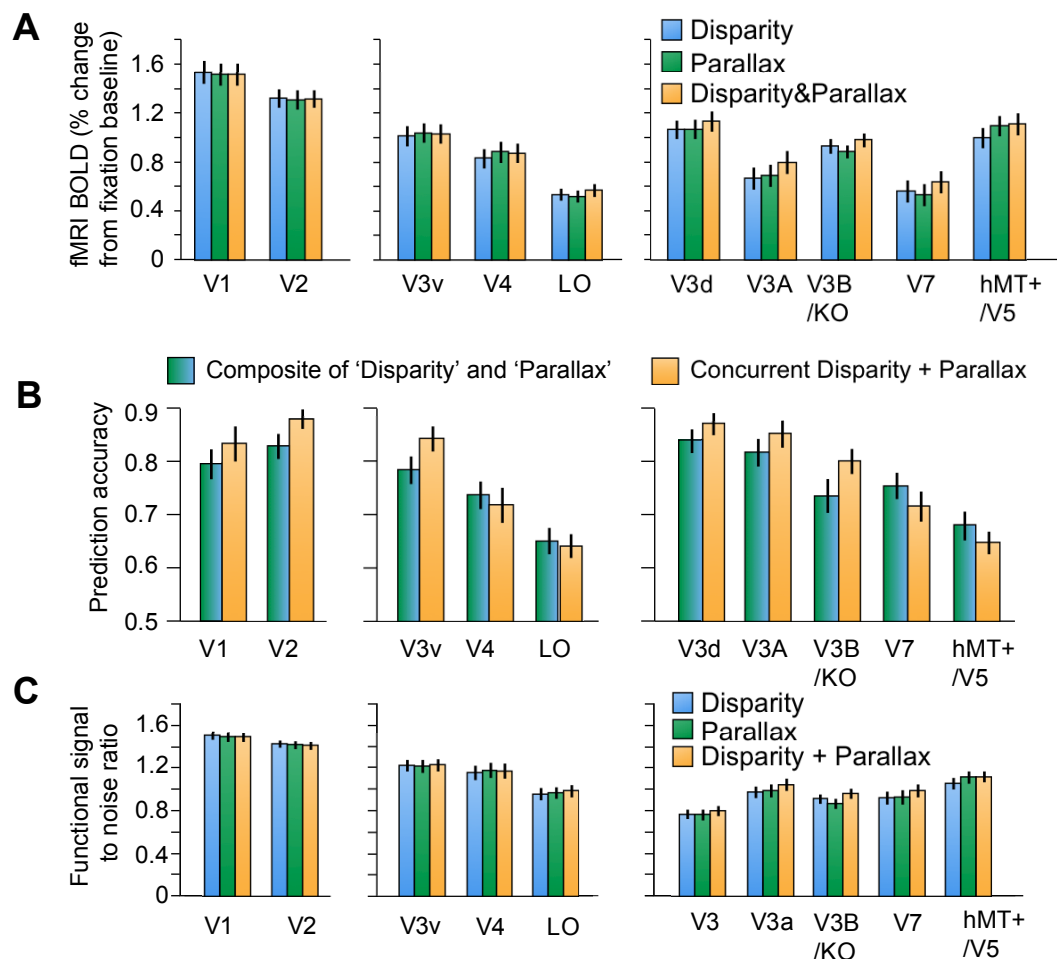 A
fMRI BOLD (% change
from fixation baseline)
1.6
1.2
0.8
0.4
0
Disparity
Parallax
Disparity&Parallax
V1 V2 V3v V4 LO V3d V3A V3B V7 hMT+
/KO /V5
Composite of ‘Disparity’ and ‘Parallax’ Concurrent Disparity + Parallax
B
Prediction accuracy
0.9
0.8
0.7
0.6
0.5
V1 V2 V3v V4 LO V3d V3A V3B V7 hMT+
/KO /V5
C
Functional signal
to noise ratio
1.6
1.2
0.8
0.4
0
Disparity
Parallax
Disparity + Parallax
V1 V2 V3v V4 LO V3 V3a V3B V7 hMT+
/KO /V5